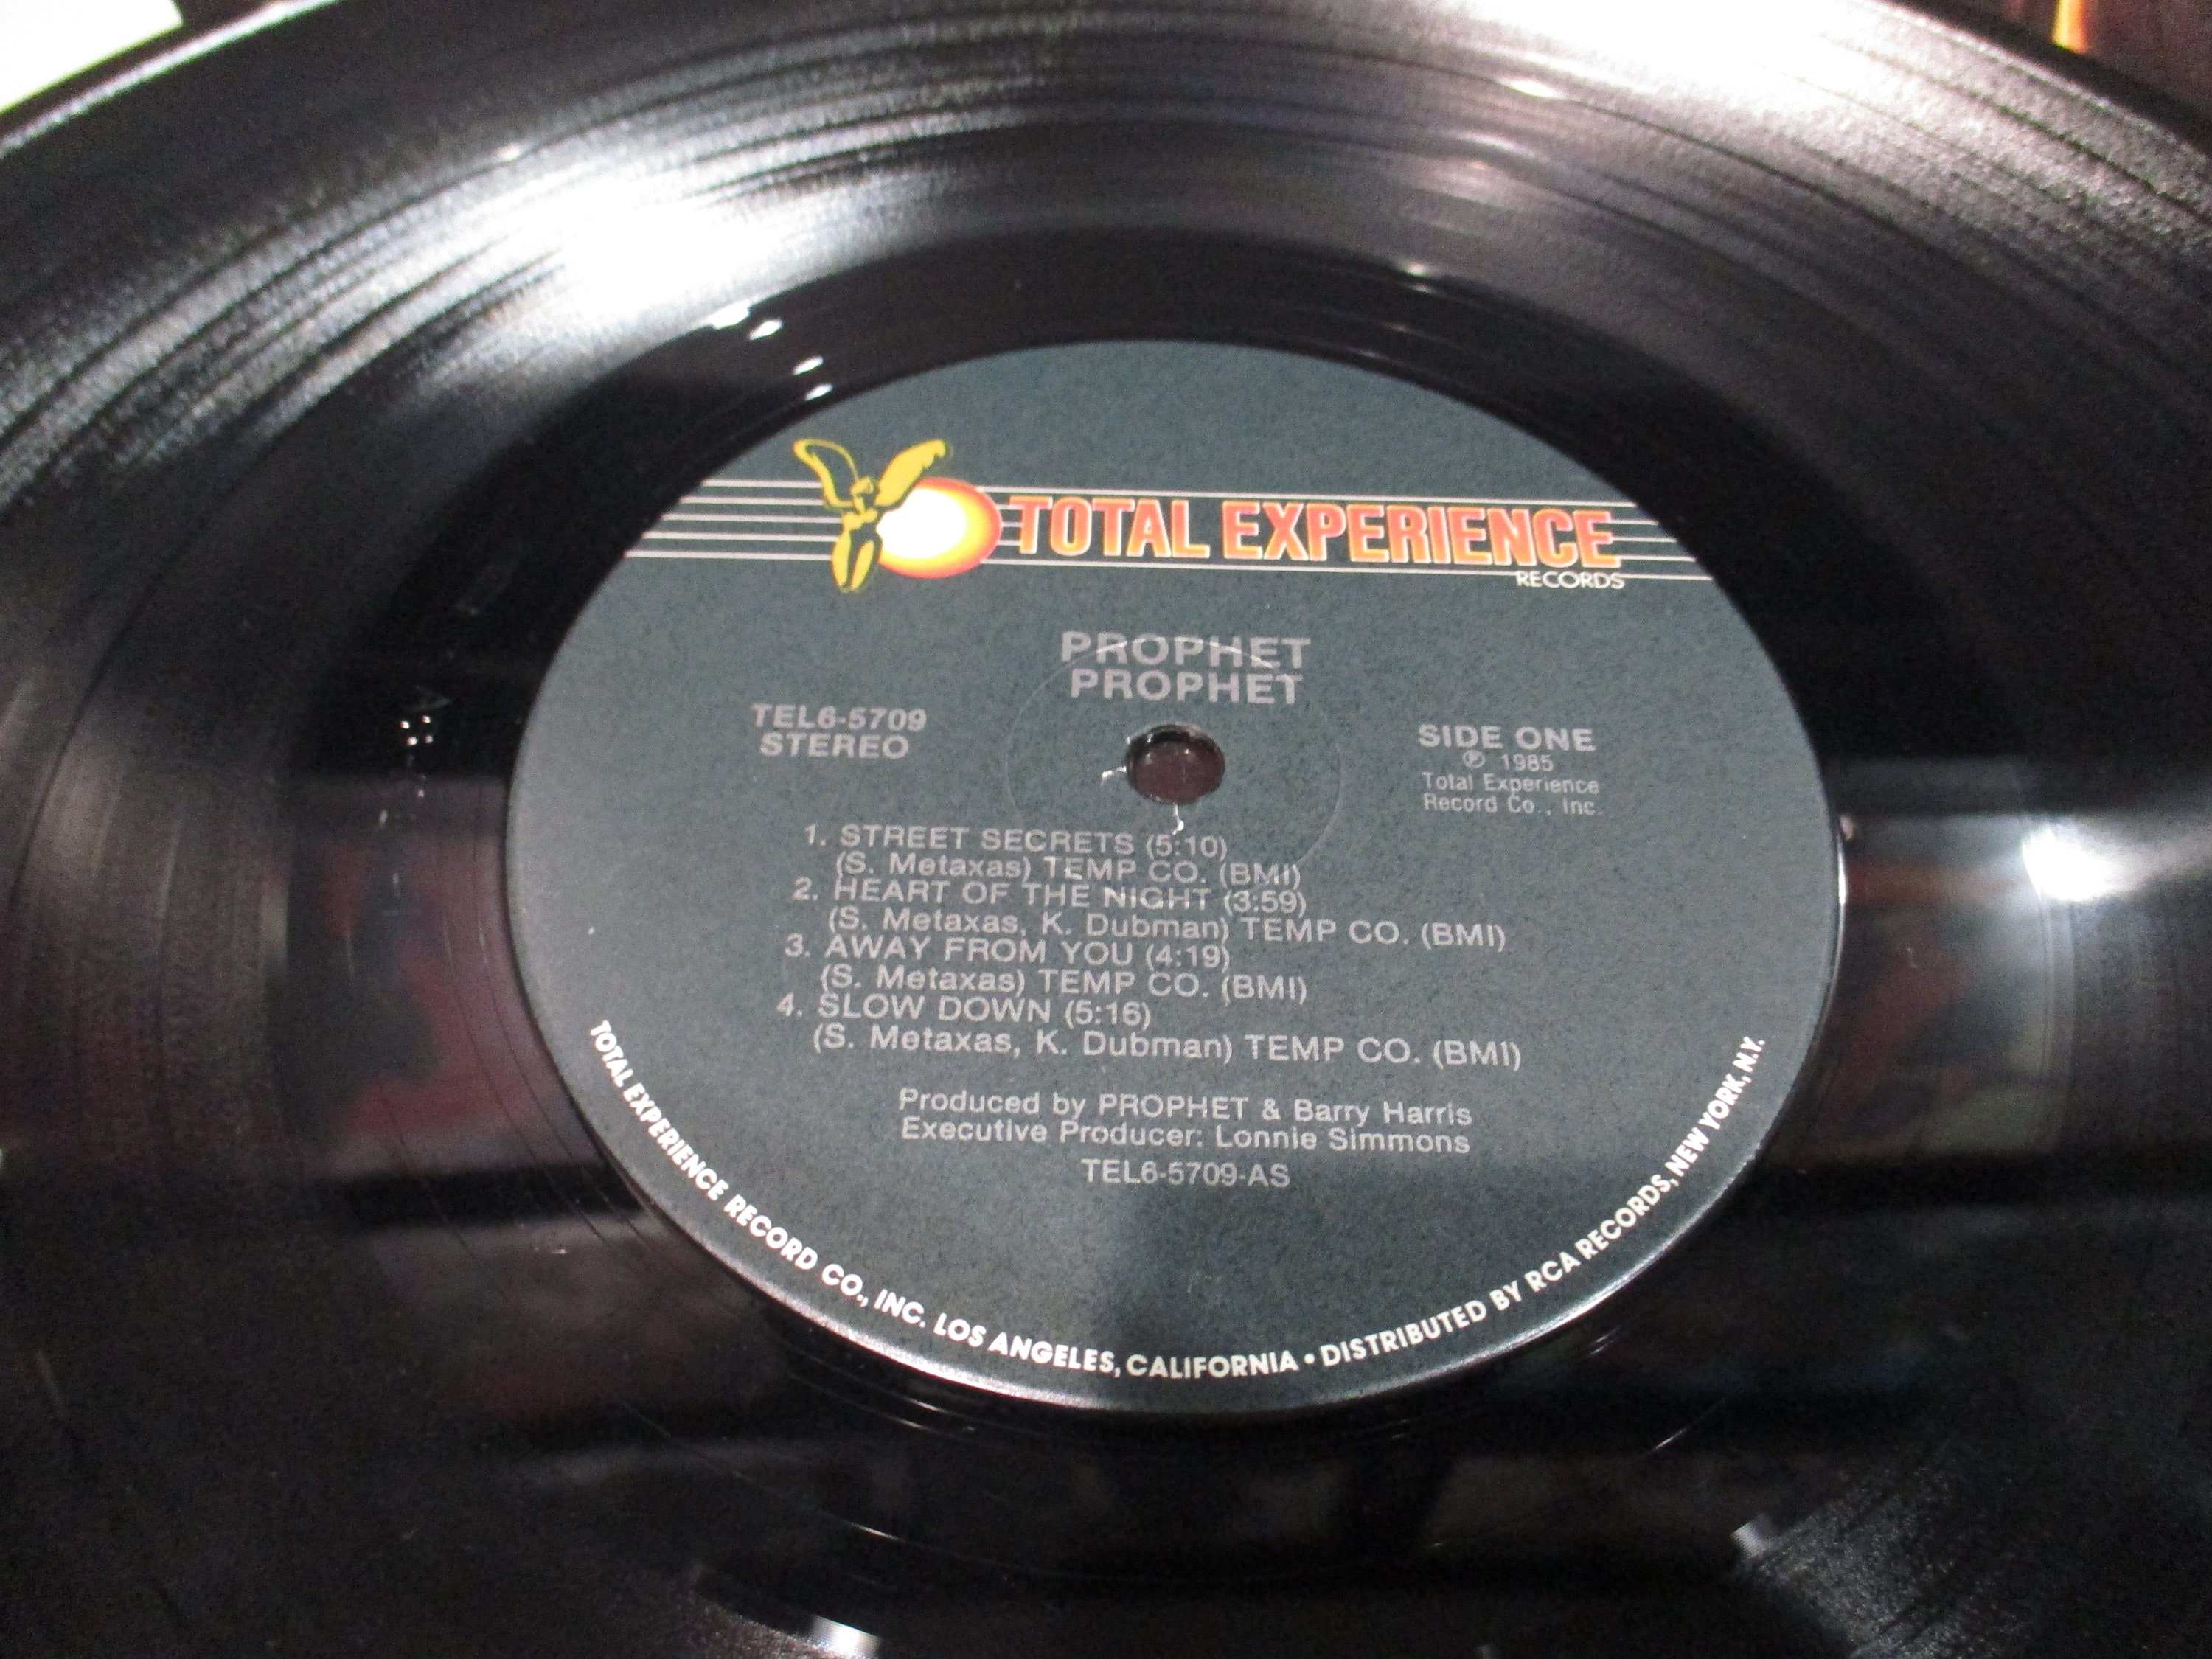 TOTAL EXPERIENCE
RECORDS
PROPHET
PROPHET
TEL6-5709
STEREO
SIDE ONE
℗ 1985
Total Experience
Record Co., Inc.
1. STREET SECRETS (5:10)
(S. Metaxas) TEMP CO. (BMI)
2. HEART OF THE NIGHT (3:59)
(S. Metaxas, K. Dubman) TEMP CO. (BMI)
3. AWAY FROM YOU (4:19)
(S. Metaxas) TEMP CO. (BMI)
4. SLOW DOWN (5:16)
(S. Metaxas, K. Dubman) TEMP CO. (BMI)
Produced by PROPHET & Barry Harris
Executive Producer: Lonnie Simmons
TEL6-5709-AS
TOTAL EXPERIENCE RECORD CO., INC. LOS ANGELES, CALIFORNIA • DISTRIBUTED BY RCA RECORDS, NEW YORK, N.Y.